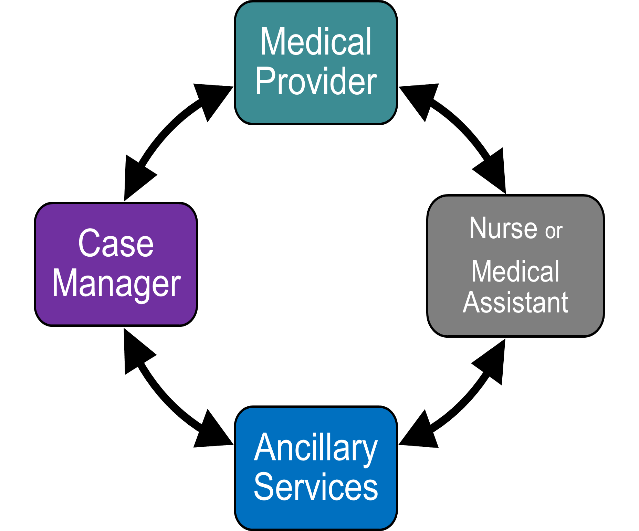 Medical
Provider
Case
Manager
Nurse or
Medical
Assistant
Ancillary
Services